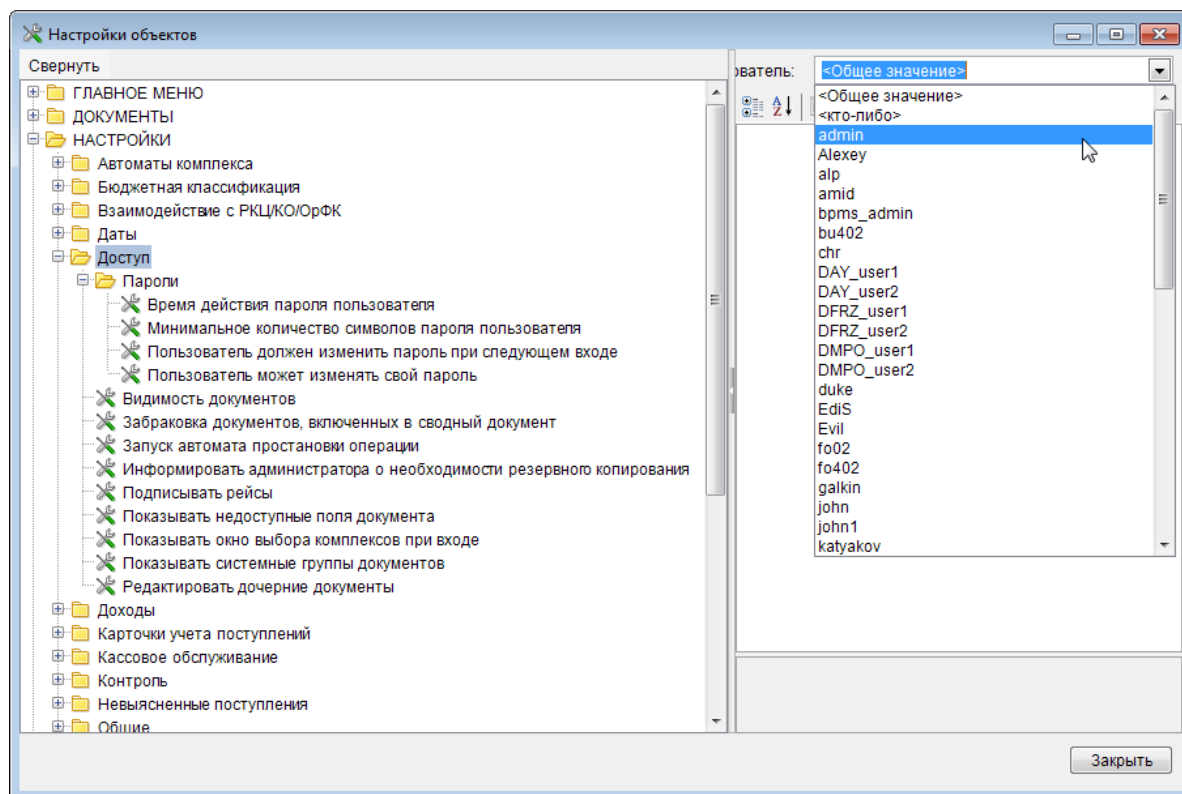 Настройки объектов
Свернуть
ГЛАВНОЕ МЕНЮ
ДОКУМЕНТЫ
НАСТРОЙКИ
Автоматы комплекса
Бюджетная классификация
Взаимодействие с РКЦ/КО/ОрФК
Даты
Доступ
Пароли
Время действия пароля пользователя
Минимальное количество символов пароля пользователя
Пользователь должен изменить пароль при следующем входе
Пользователь может изменять свой пароль
Видимость документов
Забраковка документов, включенных в сводный документ
Запуск автомата простановки операции
Информировать администратора о необходимости резервного копирования
Подписывать рейсы
Показывать недоступные поля документа
Показывать окно выбора комплексов при входе
Показывать системные группы документов
Редактировать дочерние документы
Доходы
Карточки учета поступлений
Кассовое обслуживание
Контроль
Невыясненные поступления
Общие
ователь: <Общее значение>
<Общее значение>
<кто-либо>
admin
Alexey
alp
amid
bpms_admin
bu402
chr
DAY_user1
DAY_user2
DFRZ_user1
DFRZ_user2
DMPO_user1
DMPO_user2
duke
EdiS
Evil
fo02
fo402
galkin
john
john1
katyakov
Закрыть